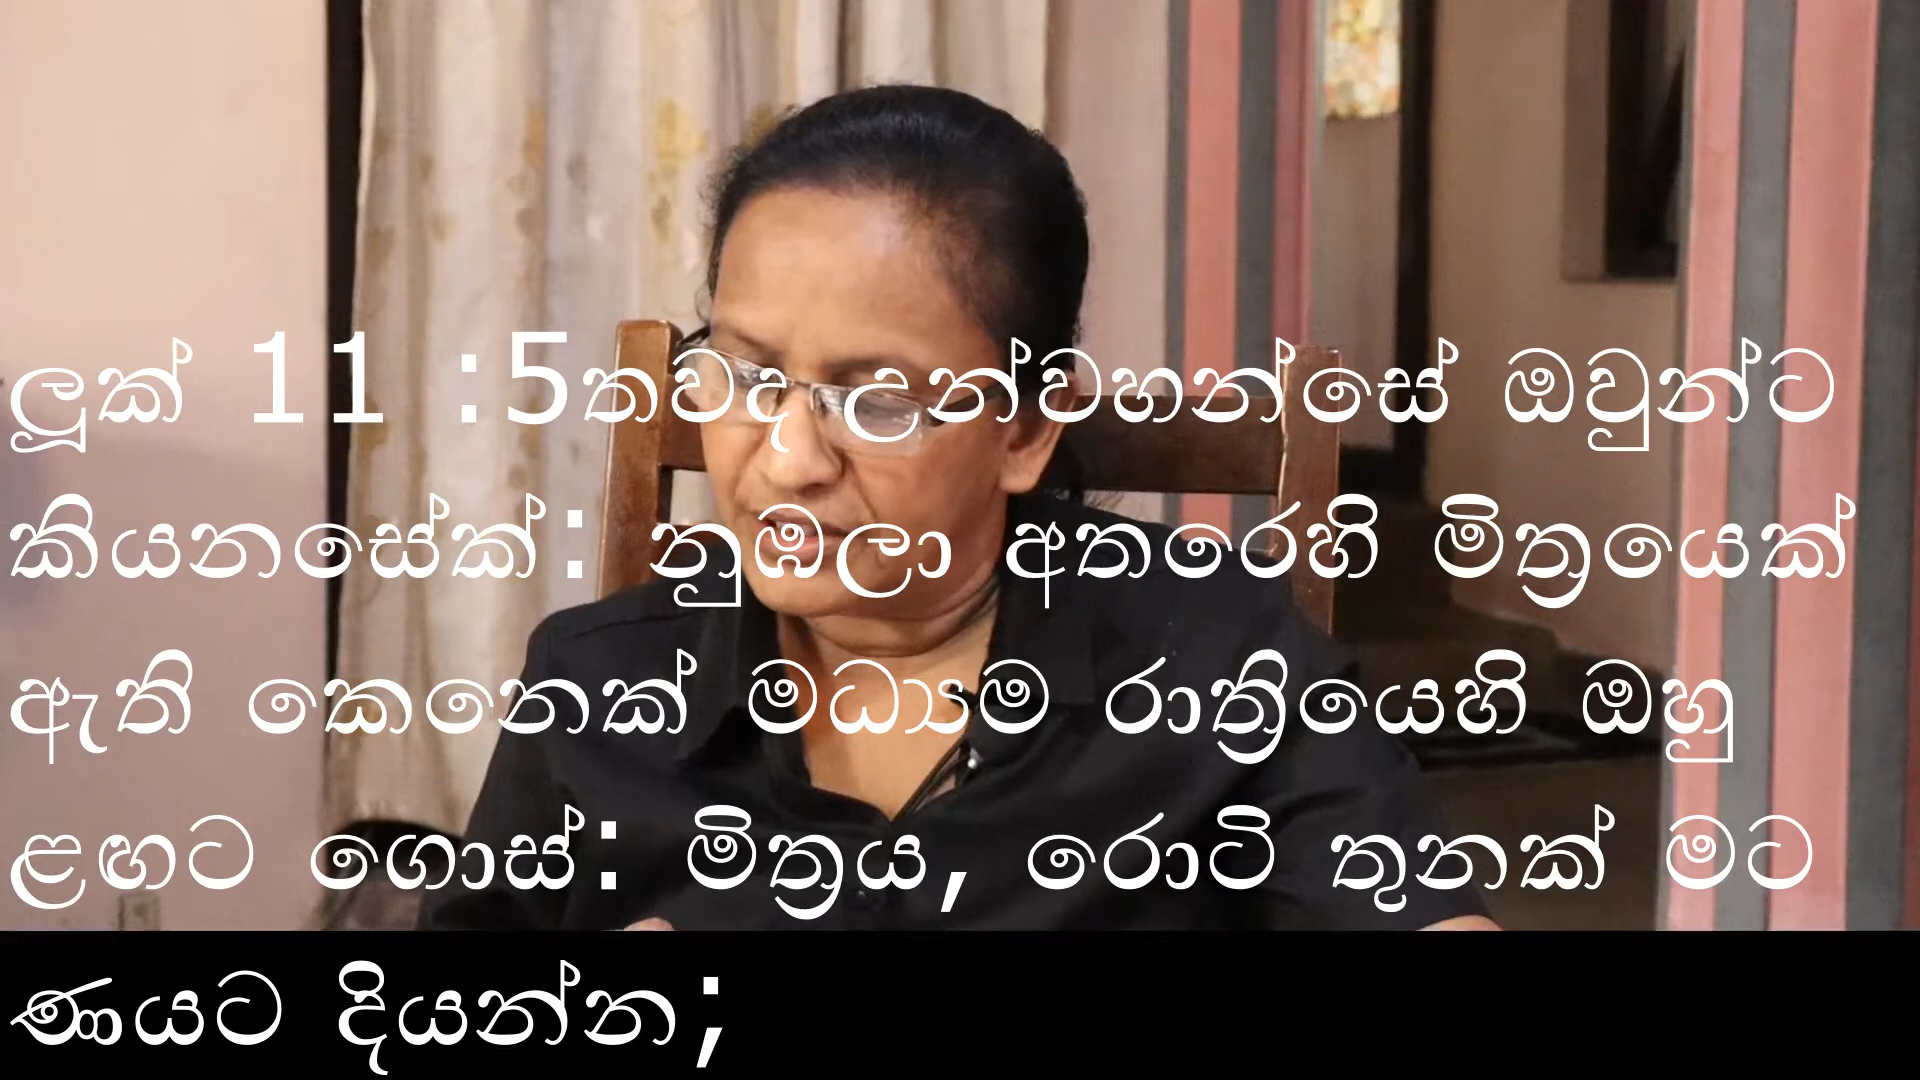 ලූක් 11 :5තවද උන්වහන්සේ ඔවුන්ට
කියනසේක්: නුඹලා අතරෙහි මිත්‍රයෙක්
ඇති කෙනෙක් මධ්‍යම රාත්‍රියෙහි ඔහු
ළඟට ගොස්: මිත්‍රය, රොටි තුනක් මට
ණයට දියන්න;